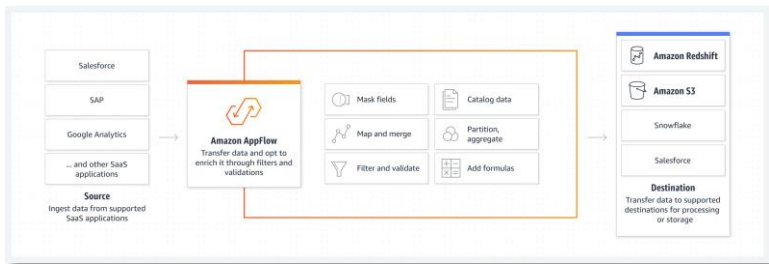 Salesforce
SAP
Google Analytics
... and other SaaS
applications
Source
Ingest data from supported
SaaS applications
Amazon AppFlow
Transfer data and opt to
enrich it through filters and
validations
Mask fields
Catalog data
Map and merge
Partition,
aggregate
Filter and validate
Add formulas
Amazon Redshift
Amazon S3
Snowflake
Salesforce
Destination
Transfer data to supported
destinations for processing
or storage